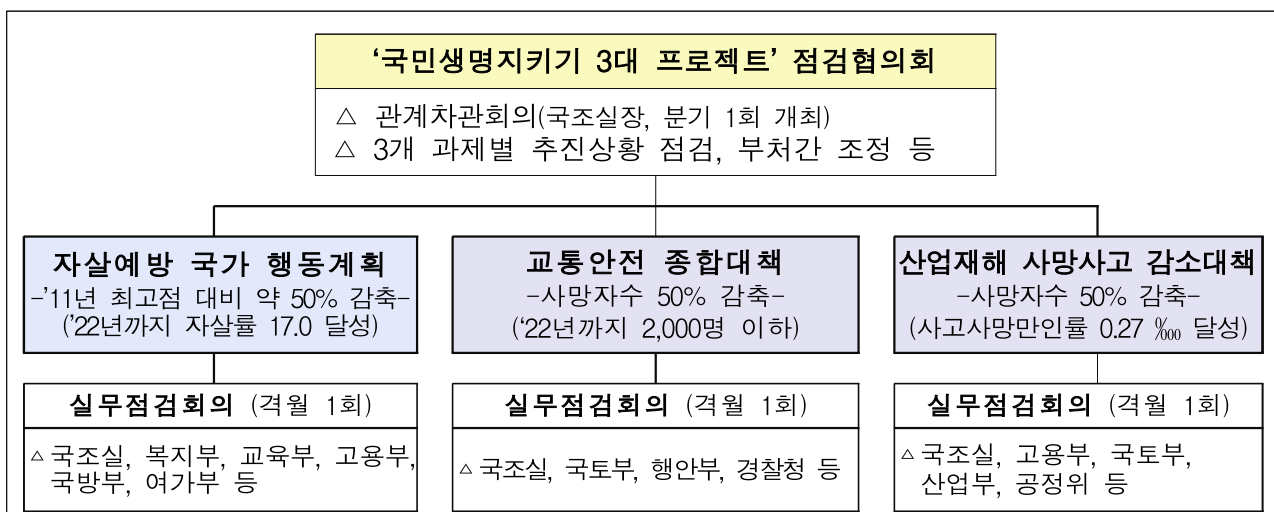 ‘국민생명지키기 3대 프로젝트’ 점검협의회
△ 관계차관회의(국조실장, 분기 1회 개최)
△ 3개 과제별 추진상황 점검, 부처간 조정 등
자살예방 국가 행동계획
-’11년 최고점 대비 약 50% 감축-
(’22년까지 자살률 17.0 달성)
실무점검회의 (격월 1회)
△ 국조실, 복지부, 교육부, 고용부,
국방부, 여가부 등
교통안전 종합대책
-사망자수 50% 감축-
(‘22년까지 2,000명 이하)
실무점검회의 (격월 1회)
△ 국조실, 국토부, 행안부, 경찰청 등
산업재해 사망사고 감소대책
-사망자수 50% 감축-
(사고사망만인률 0.27 ‱ 달성)
실무점검회의 (격월 1회)
△ 국조실, 고용부, 국토부,
산업부, 공정위 등